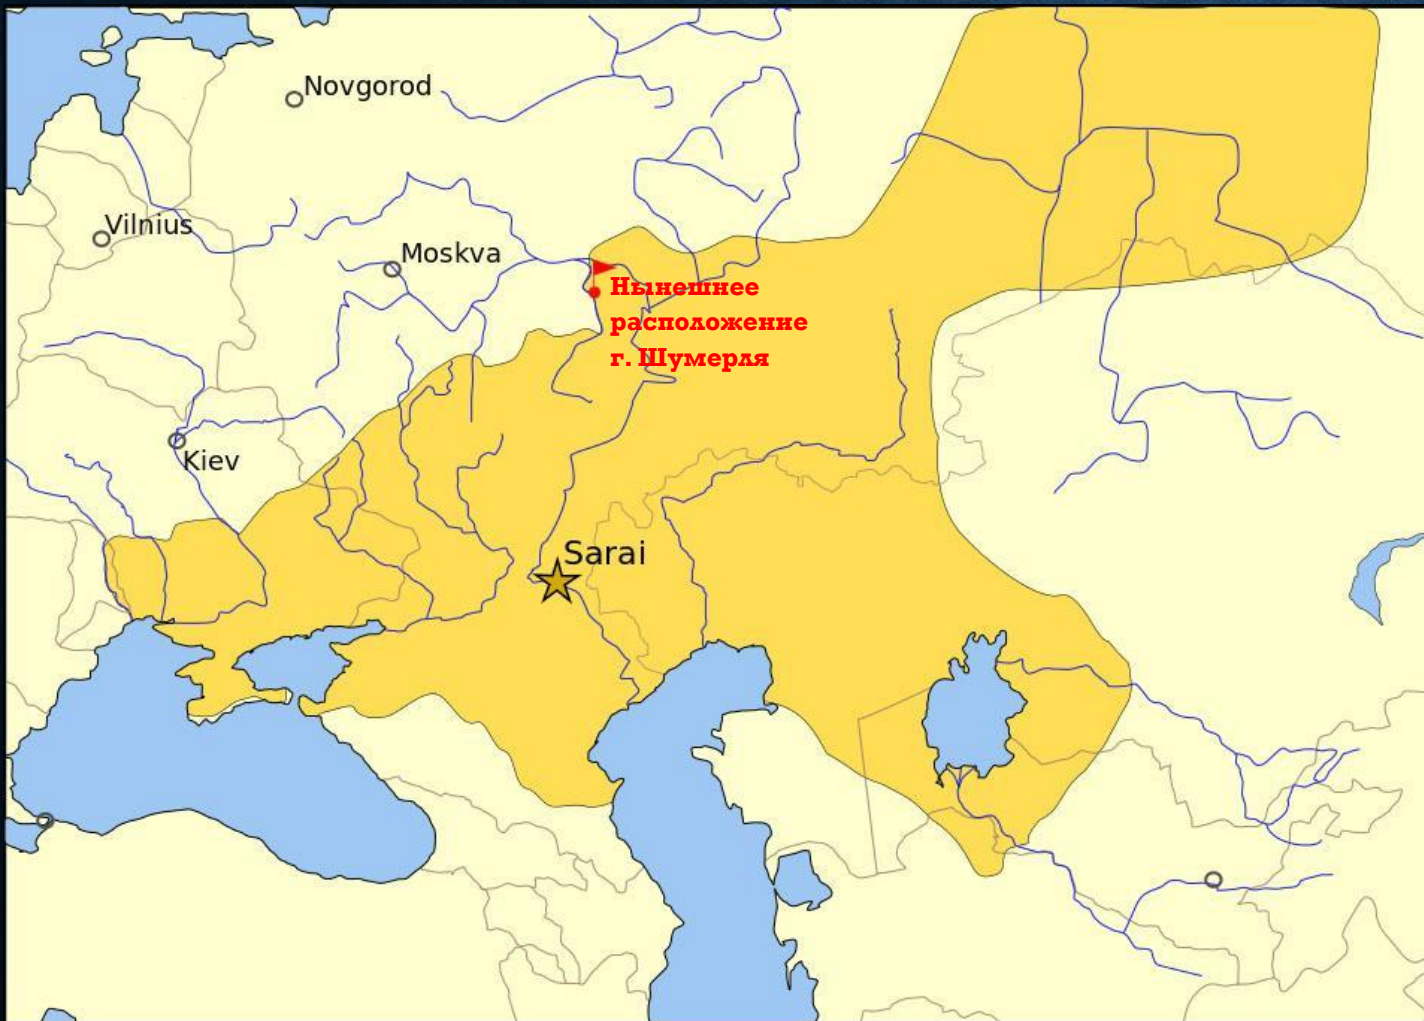 Novgorod
Vilnius
Moskva
Нынешнее
расположение
г. Шумерля
Kiev
Sarai